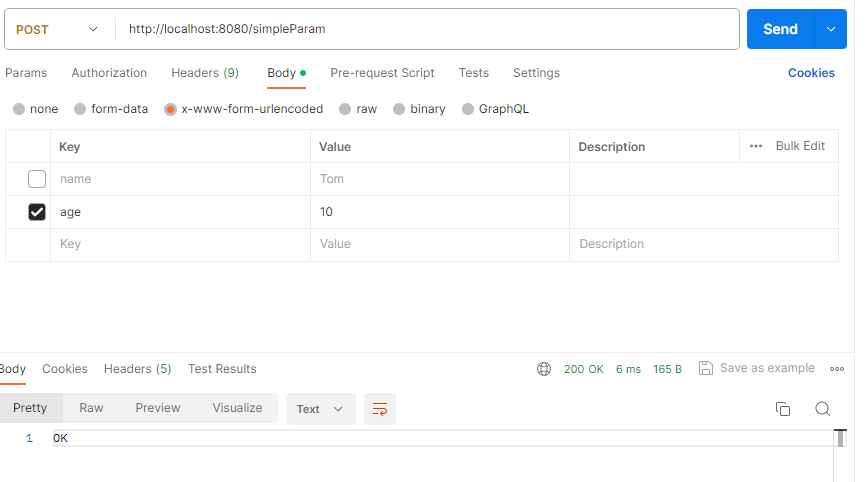 POST http://localhost:8080/simpleParam Send
Params Authorization Headers (9) Body Pre-request Script Tests Settings Cookies
none form-data x-www-form-urlencoded raw binary GraphQL
Key Value Description ••• Bulk Edit
name Tom
age 10
Key Value Description
Body Cookies Headers (5) Test Results 200 OK 6 ms 165 B Save as example
Pretty Raw Preview Visualize Text
1 OK